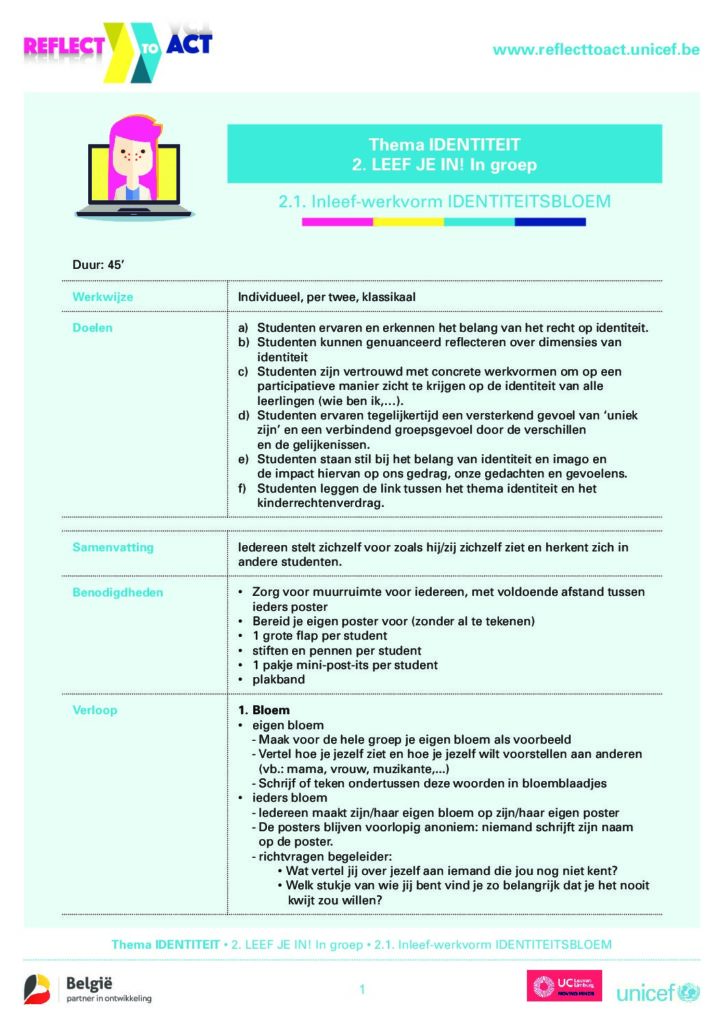 REFLECT TO ACT
www.reflecttoact.unicef.be
Thema IDENTITEIT
2. LEEF JE IN! In groep
2.1. Inleef-werkvorm IDENTITEITSBLOEM
Duur: 45’
Werkwijze
Individueel, per twee, klassikaal
Doelen
a) Studenten ervaren en erkennen het belang van het recht op identiteit.
b) Studenten kunnen genuanceerd reflecteren over dimensies van
identiteit
c) Studenten zijn vertrouwd met concrete werkvormen om op een
participatieve manier zicht te krijgen op de identiteit van alle
leerlingen (wie ben ik,…).
d) Studenten ervaren tegelijkertijd een versterkend gevoel van ‘uniek
zijn’ en een verbindend groepsgevoel door de verschillen
en de gelijkenissen.
e) Studenten staan stil bij het belang van identiteit en imago en
de impact hiervan op ons gedrag, onze gedachten en gevoelens.
f) Studenten leggen de link tussen het thema identiteit en het
kinderrechtenverdrag.
Samenvatting
Iedereen stelt zichzelf voor zoals hij/zij zichzelf ziet en herkent zich in
andere studenten.
Benodigdheden
• Zorg voor muurruimte voor iedereen, met voldoende afstand tussen
ieders poster
• Bereid je eigen poster voor (zonder al te tekenen)
• 1 grote flap per student
• stiften en pennen per student
• 1 pakje mini-post-its per student
• plakband
Verloop
1. Bloem
• eigen bloem
- Maak voor de hele groep je eigen bloem als voorbeeld
- Vertel hoe je jezelf ziet en hoe je jezelf wilt voorstellen aan anderen
(vb.: mama, vrouw, muzikante,...)
- Schrijf of teken ondertussen deze woorden in bloemblaadjes
• ieders bloem
- Iedereen maakt zijn/haar eigen bloem op zijn/haar eigen poster
- De posters blijven voorlopig anoniem: niemand schrijft zijn naam
op de poster.
- richtvragen begeleider:
• Wat vertel jij over jezelf aan iemand die jou nog niet kent?
• Welk stukje van wie jij bent vind je zo belangrijk dat je het nooit
kwijt zou willen?
Thema IDENTITEIT • 2. LEEF JE IN! In groep • 2.1. Inleef-werkvorm IDENTITEITSBLOEM
België
partner in ontwikkeling
1
UC Leuven
Limburg
unicef